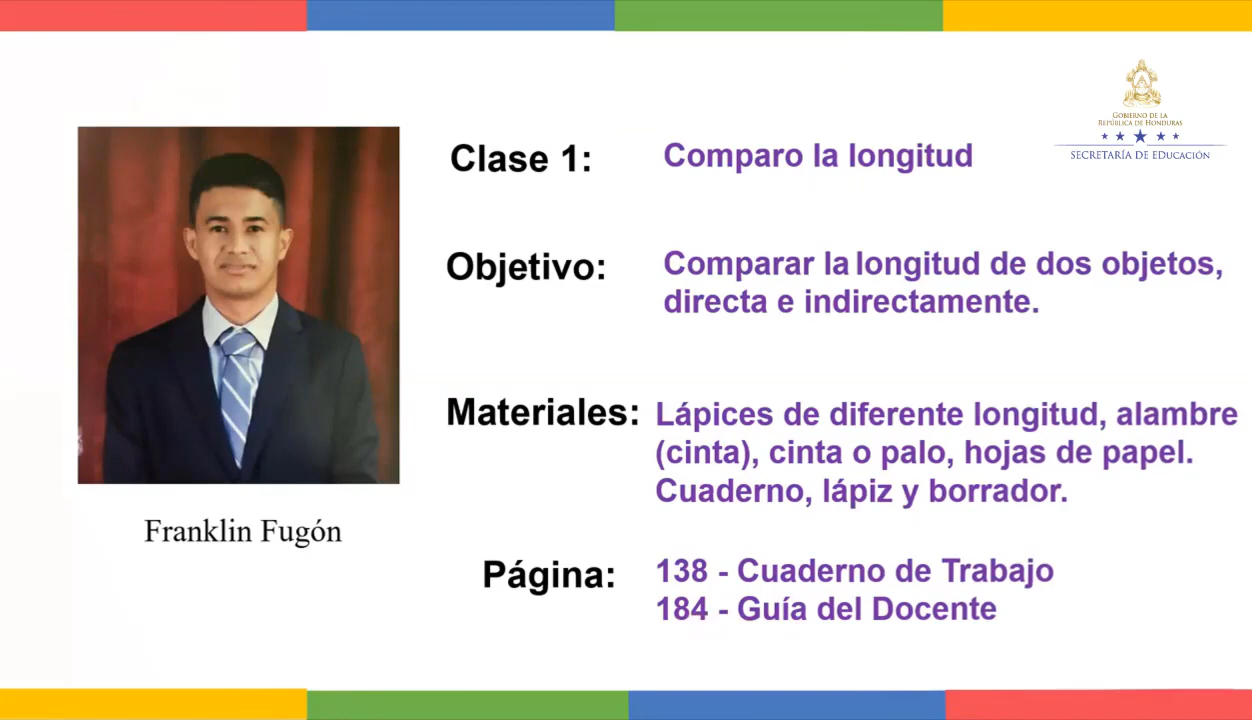 GOBIERNO DE LA
REPÚBLICA DE HONDURAS
SECRETARÍA DE EDUCACIÓN
Clase 1: Comparo la longitud
Objetivo: Comparar la longitud de dos objetos,
directa e indirectamente.
Materiales: Lápices de diferente longitud, alambre
(cinta), cinta o palo, hojas de papel.
Cuaderno, lápiz y borrador.
Franklin Fugón
Página: 138 - Cuaderno de Trabajo
184 - Guía del Docente